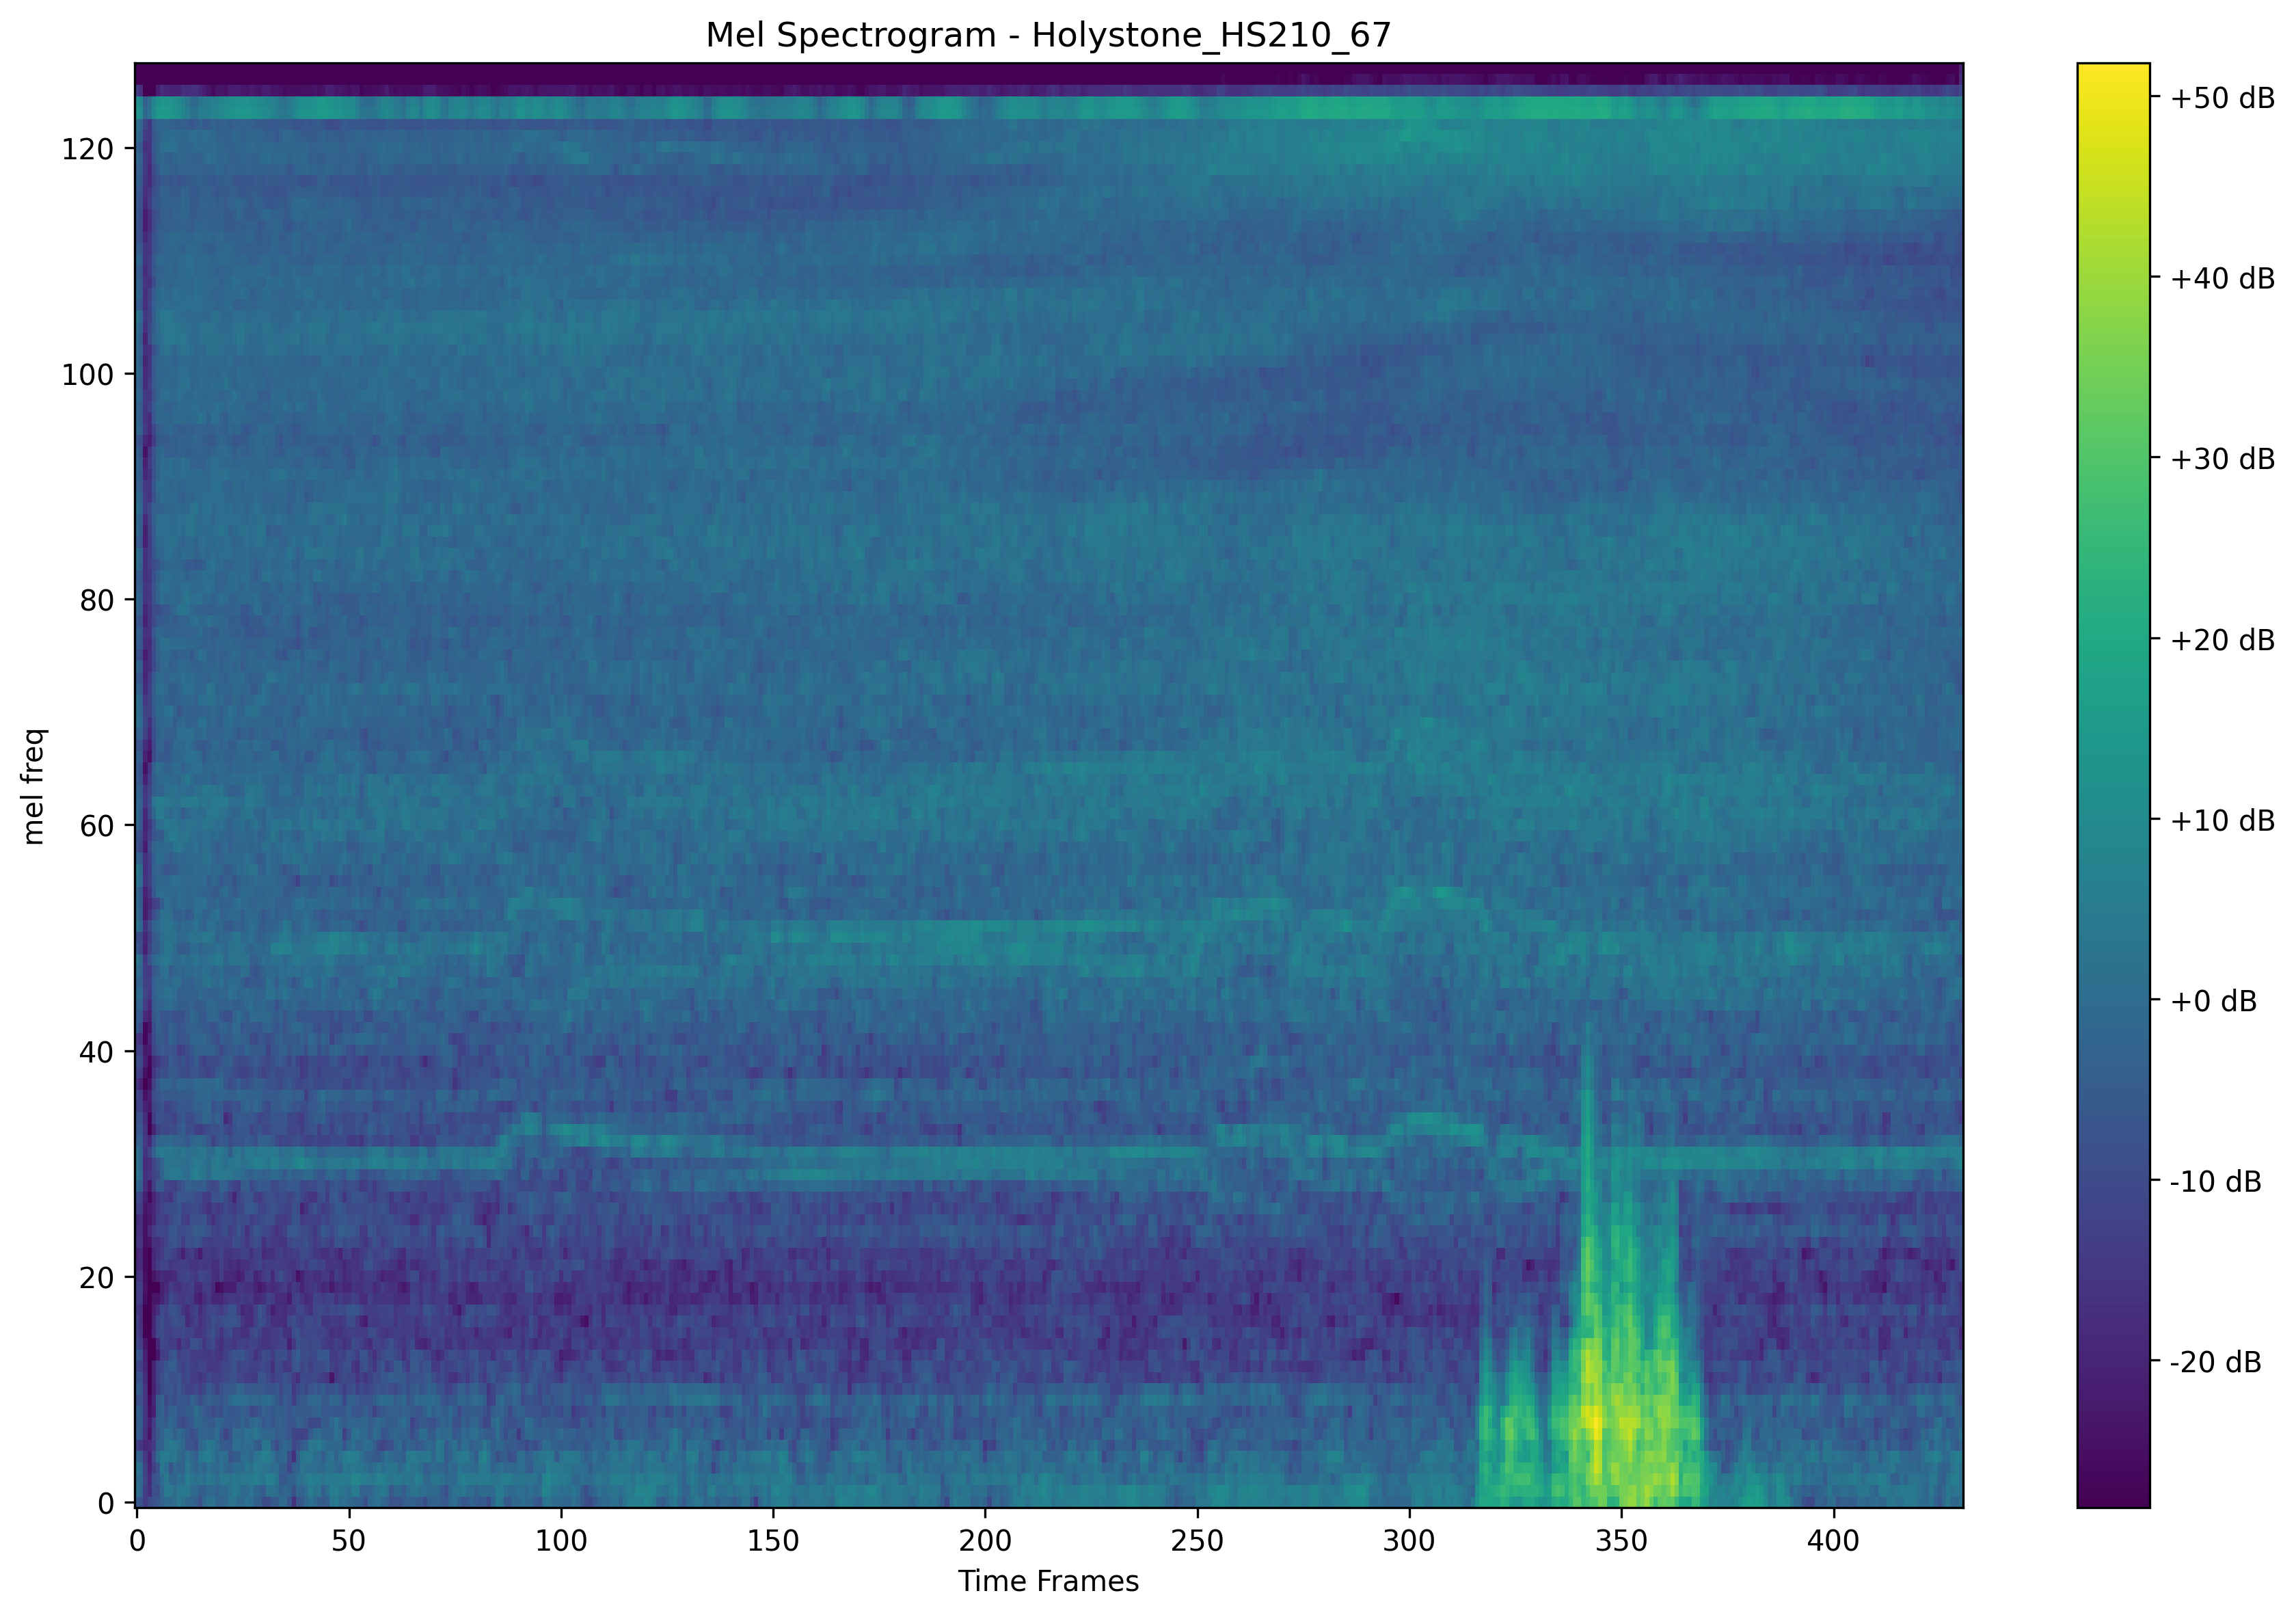 Mel Spectrogram - Holystone_HS210_67
mel freq
120
100
80
60
40
20
0
0 50 100 150 200 250 300 350 400
Time Frames
+50 dB
+40 dB
+30 dB
+20 dB
+10 dB
+0 dB
-10 dB
-20 dB